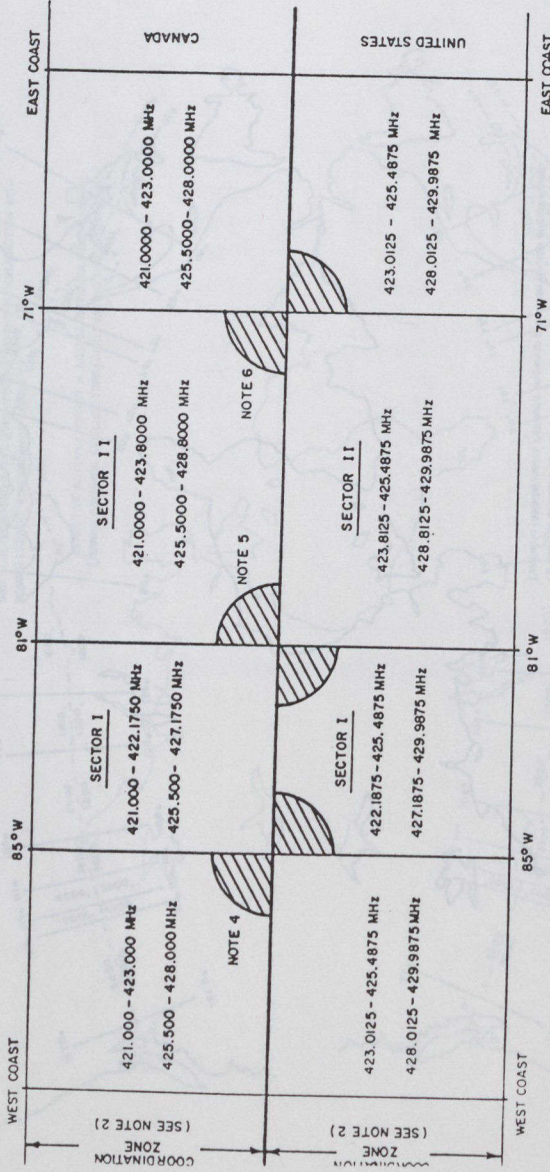 WEST COAST
85° W
81° W
71° W
EAST COAST
COORDINATION
ZONE
(SEE NOTE 2)
421.000 – 423.000 MHz
425.500 – 428.000 MHz
NOTE 4
SECTOR I
421.000 – 422.1750 MHz
425.500 – 427.1750 MHz
SECTOR II
421.0000 – 423.8000 MHz
425.5000 – 428.8000 MHz
NOTE 5
NOTE 6
421.0000 – 423.0000 MHz
425.5000 – 428.0000 MHz
CANADA
COORDINATION
ZONE
(SEE NOTE 2)
423.0125 – 425.4875 MHz
428.0125 – 429.9875 MHz
SECTOR I
422.1875 – 425.4875 MHz
427.1875 – 429.9875 MHz
SECTOR II
423.8125 – 425.4875 MHz
428.8125 – 429.9875 MHz
423.0125 – 425.4875 MHz
428.0125 – 429.9875 MHz
UNITED STATES
WEST COAST
85° W
81° W
71° W
EAST COAST